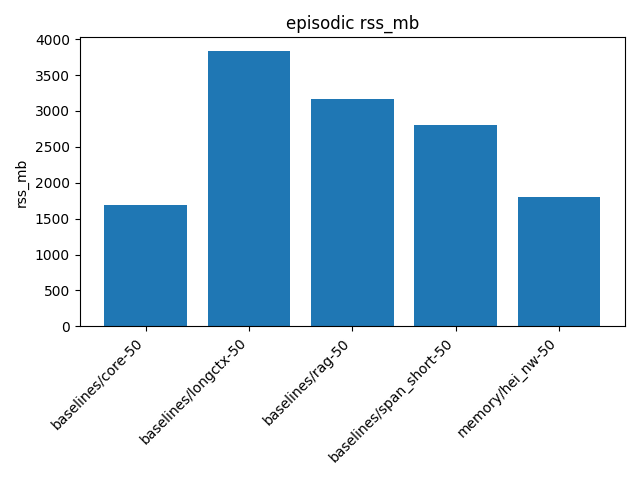 episodic rss_mb
rss_mb
4000
3500
3000
2500
2000
1500
1000
500
0
baselines/core-50
baselines/longctx-50
baselines/rag-50
baselines/span_short-50
memory/hei_nw-50